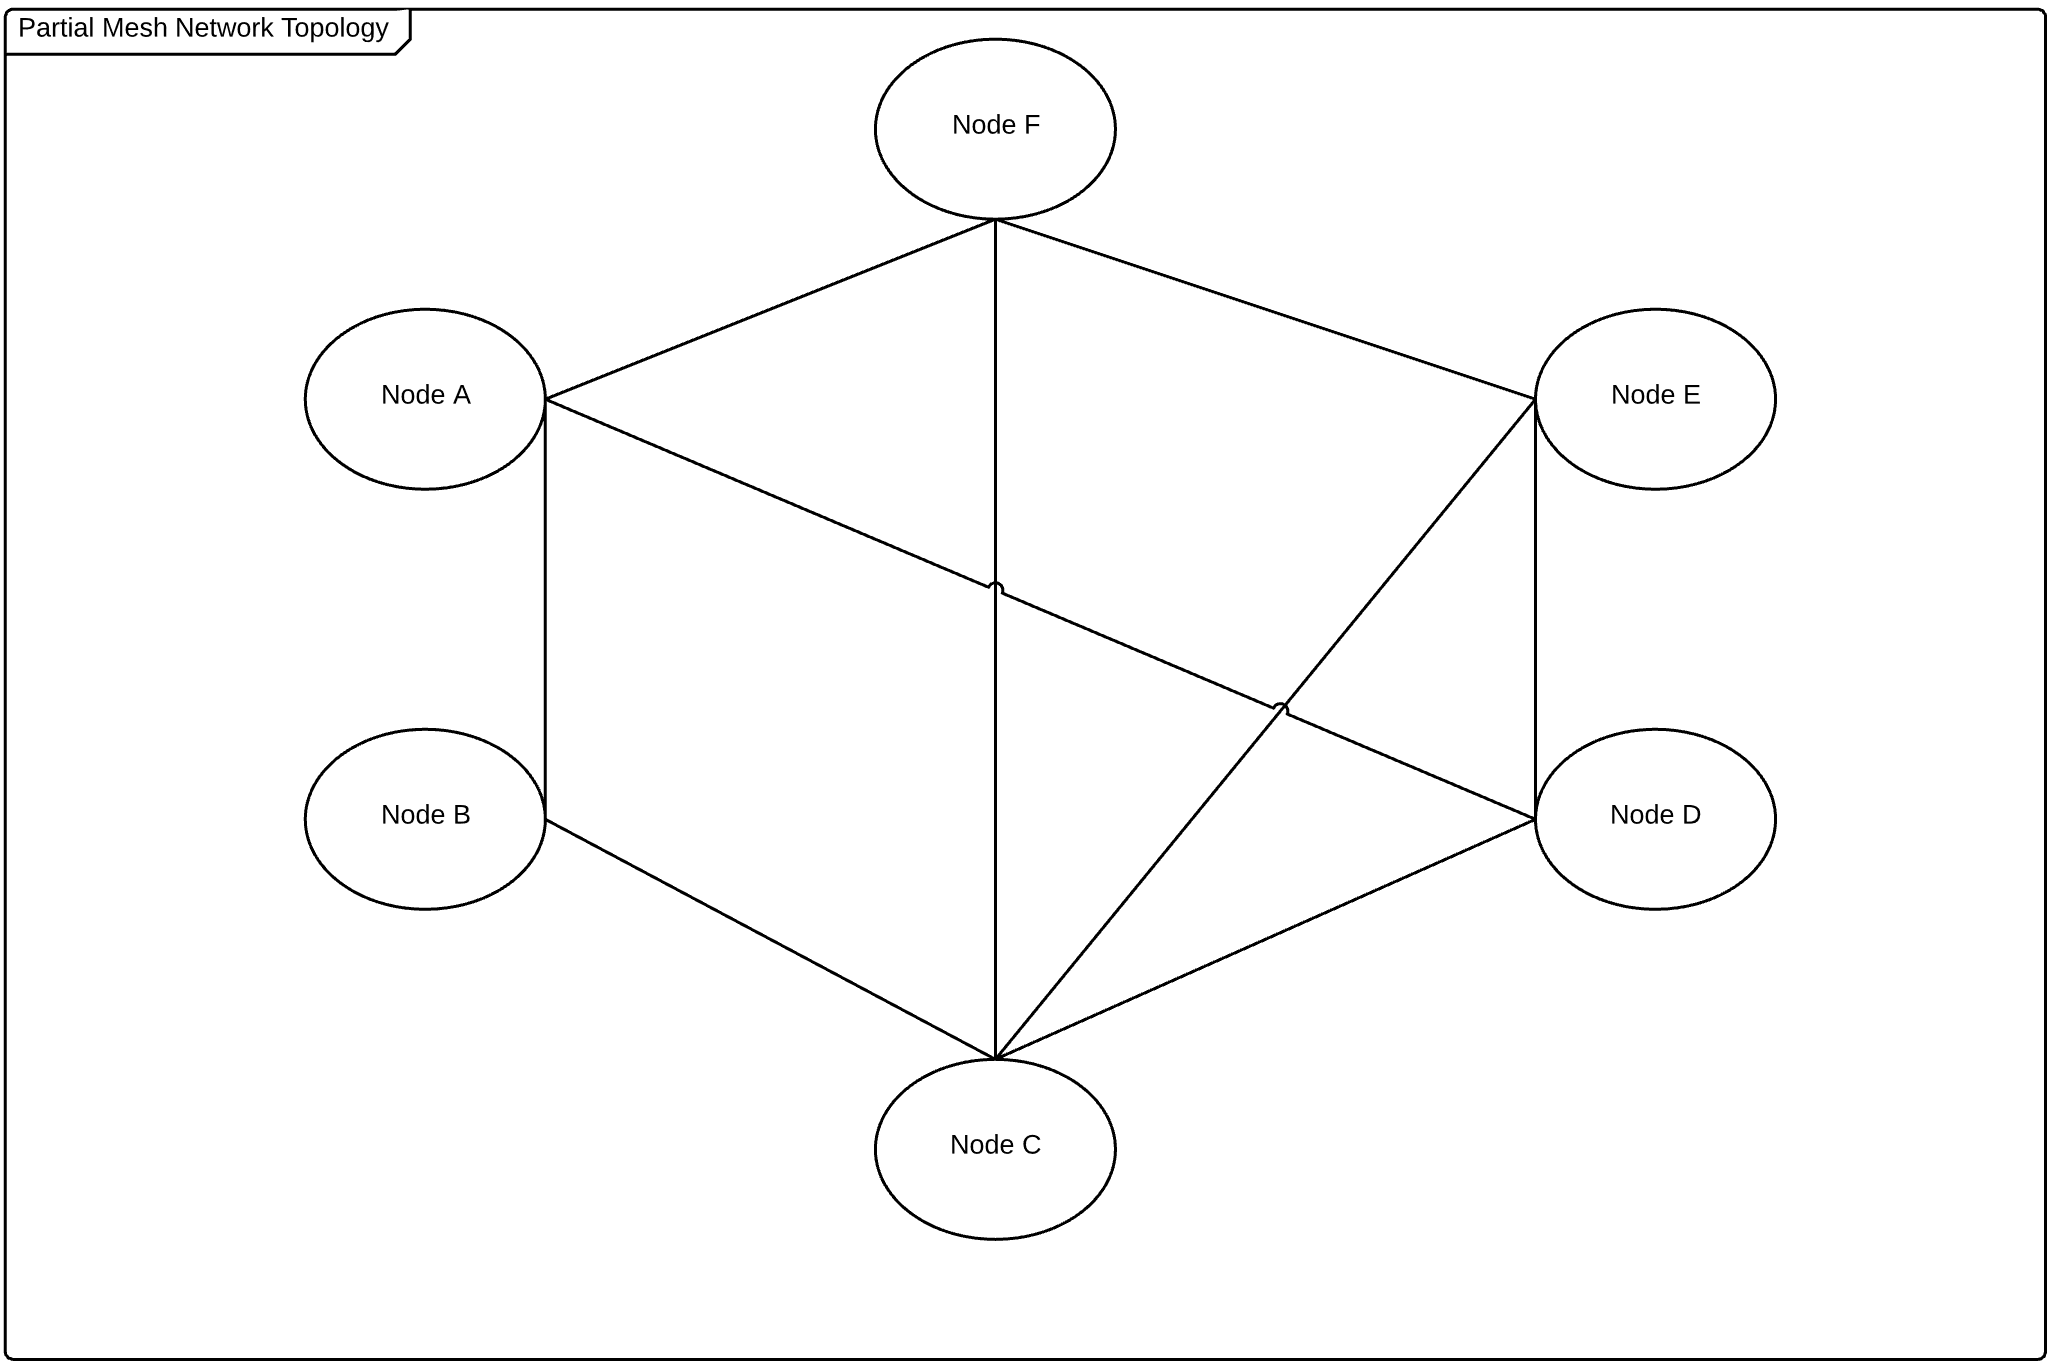 Partial Mesh Network Topology
Node F
Node A
Node E
Node B
Node D
Node C